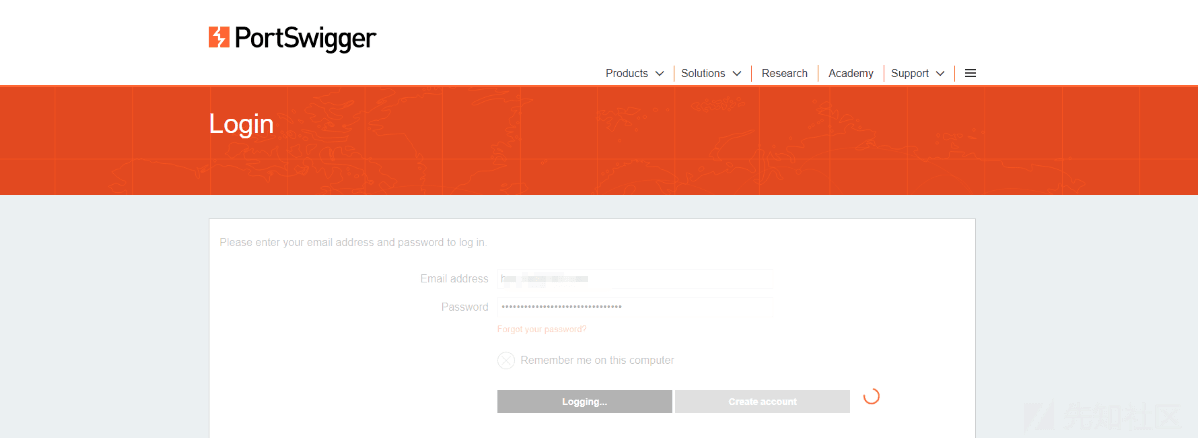 PortSwigger
Products Solutions Research Academy Support
Login
Please enter your email address and password to log in.
Email address
Password ••••••••••••••••••••••••••••••••
Forgot your password?
Remember me on this computer
Logging... Create account
先知社区